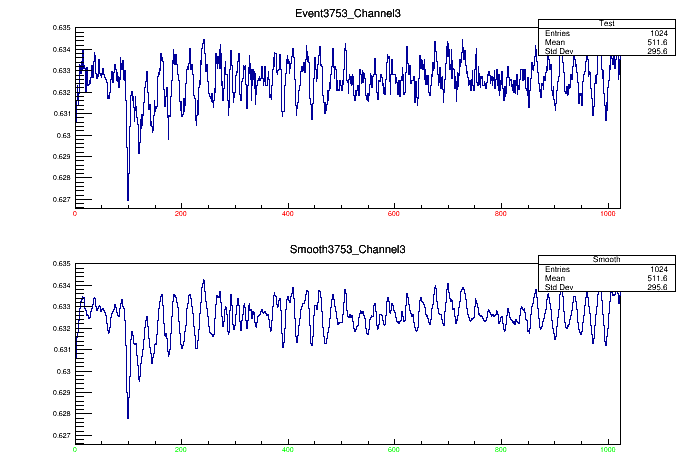 Event3753_Channel3
Test
Entries 1024
Mean 511.6
Std Dev 295.6
0.635
0.634
0.633
0.632
0.631
0.63
0.629
0.628
0.627
0 200 400 600 800 1000
Smooth3753_Channel3
Smooth
Entries 1024
Mean 511.6
Std Dev 295.6
0.635
0.634
0.633
0.632
0.631
0.63
0.629
0.628
0.627
0 200 400 600 800 1000